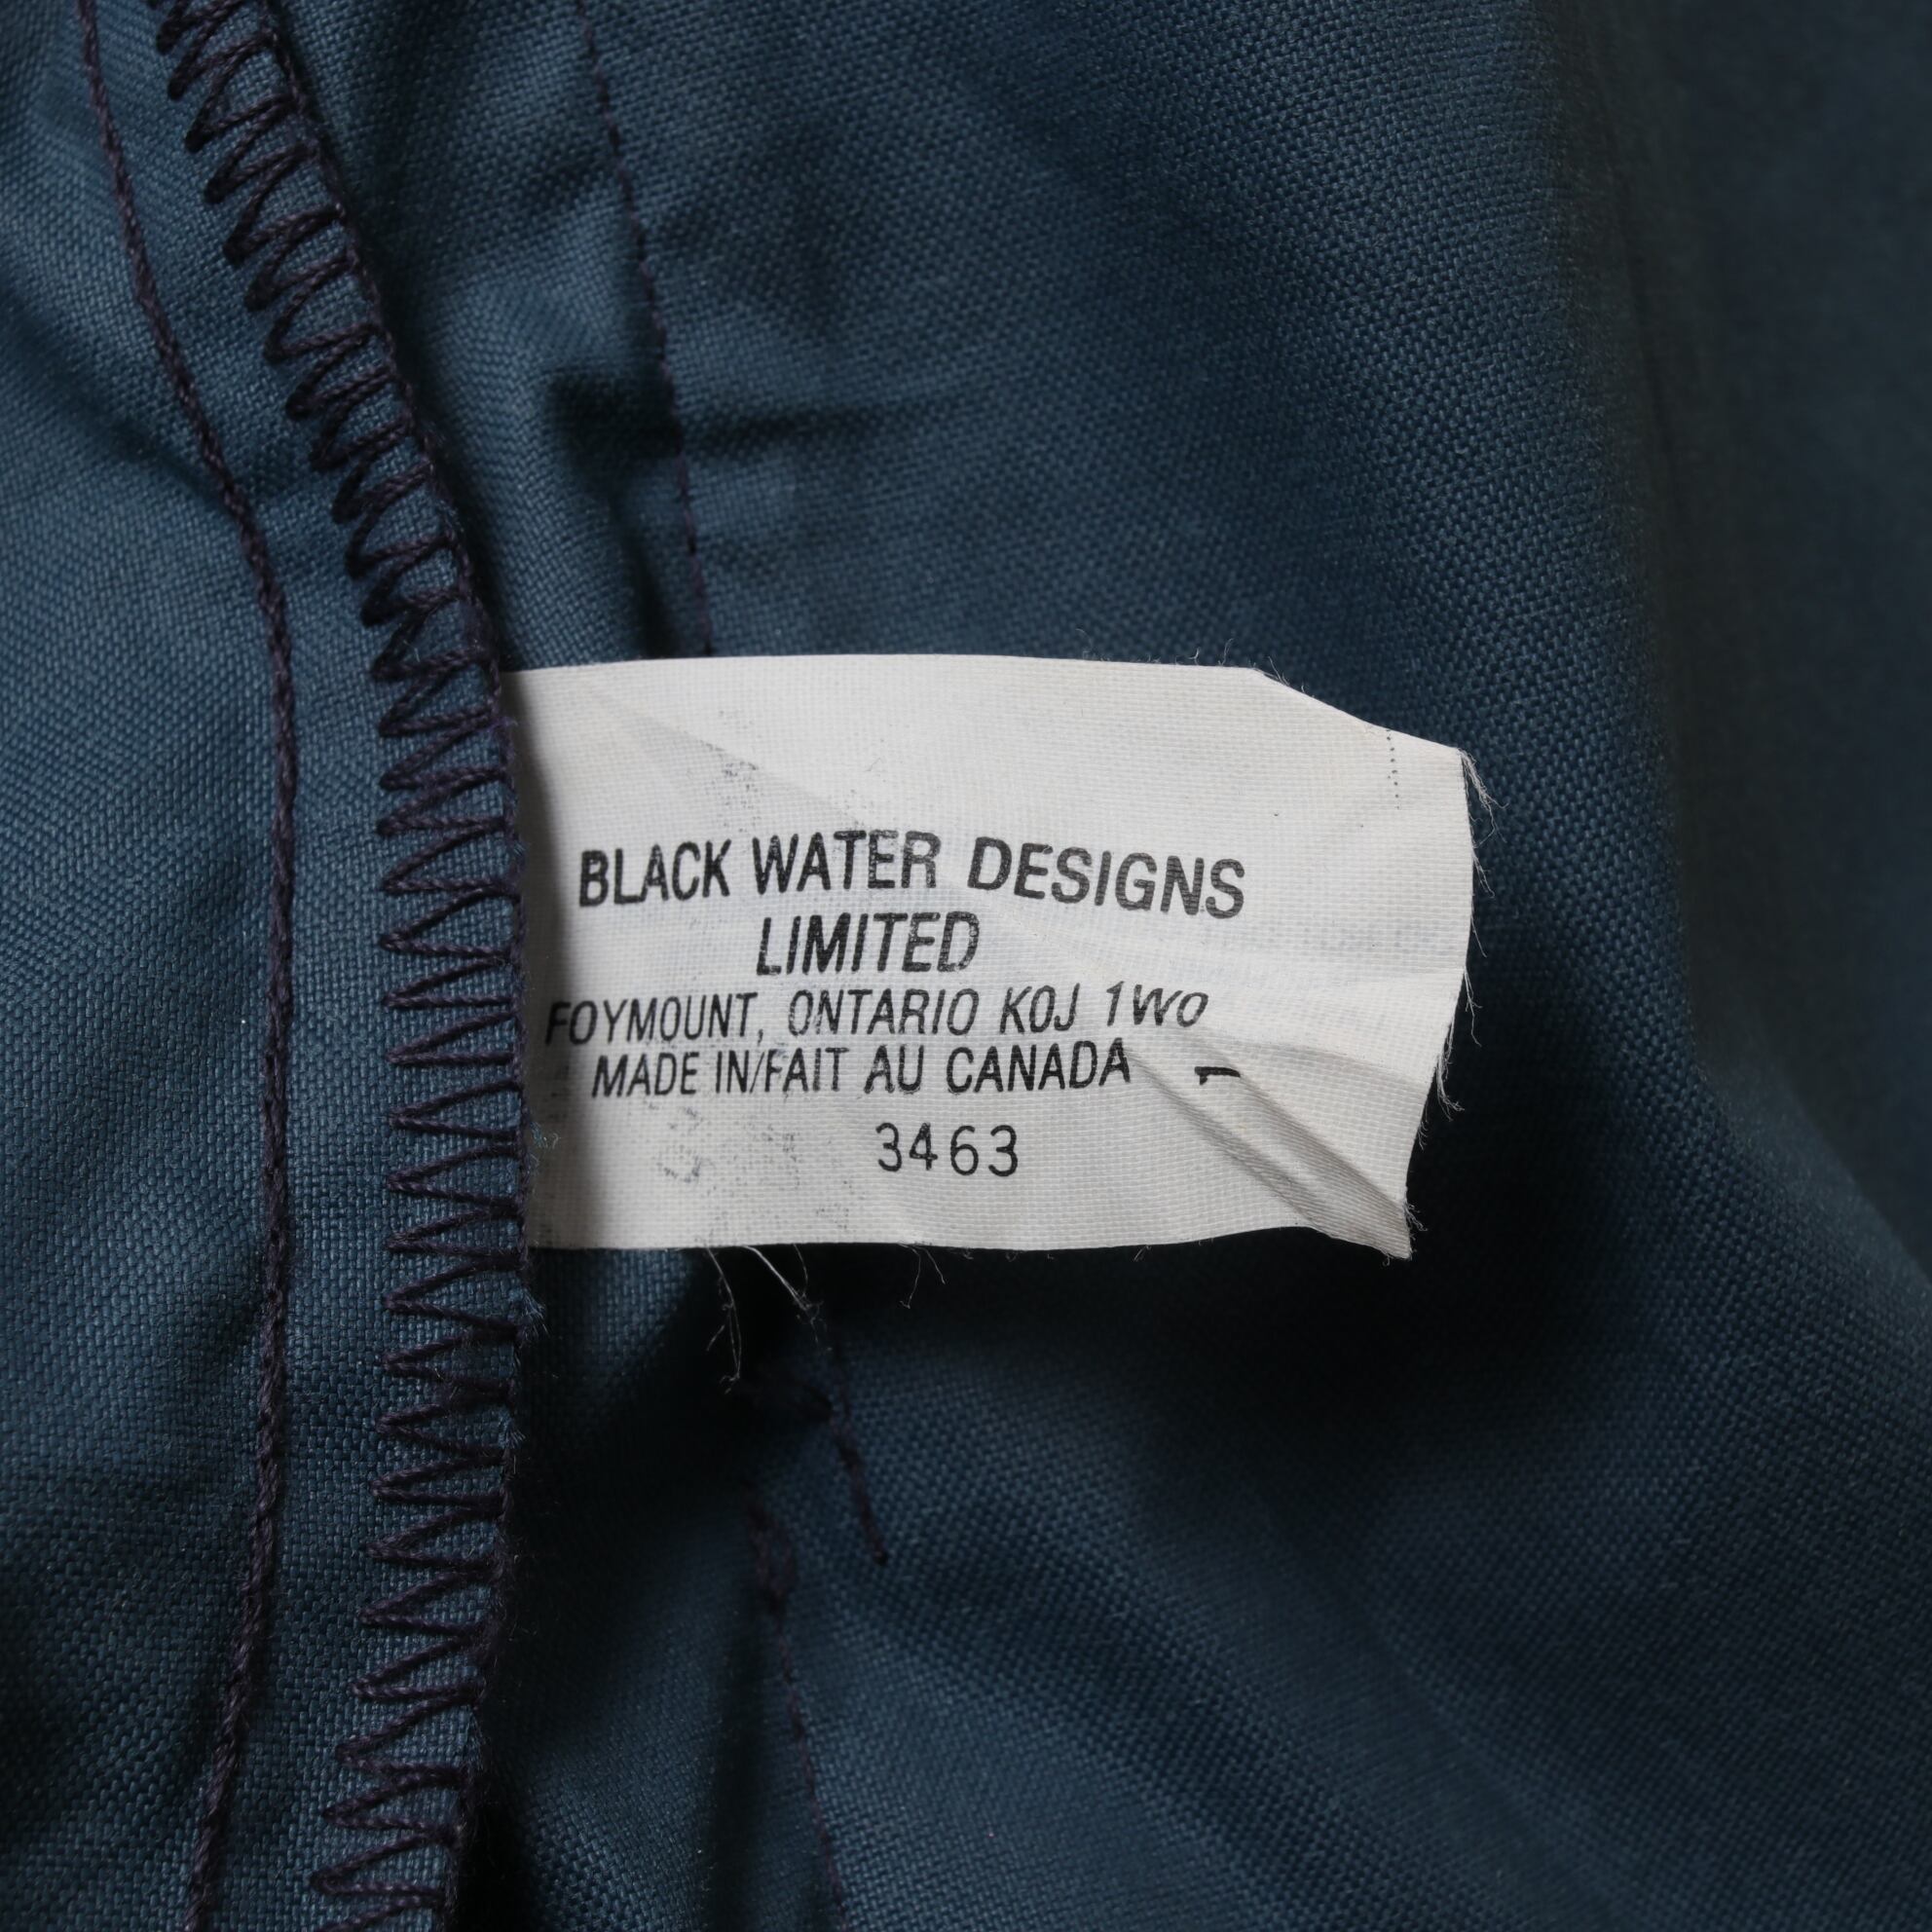 BLACK WATER DESIGNS
LIMITED
FOYMOUNT, ONTARIO K0J 1W0
MADE IN/FAIT AU CANADA
3463